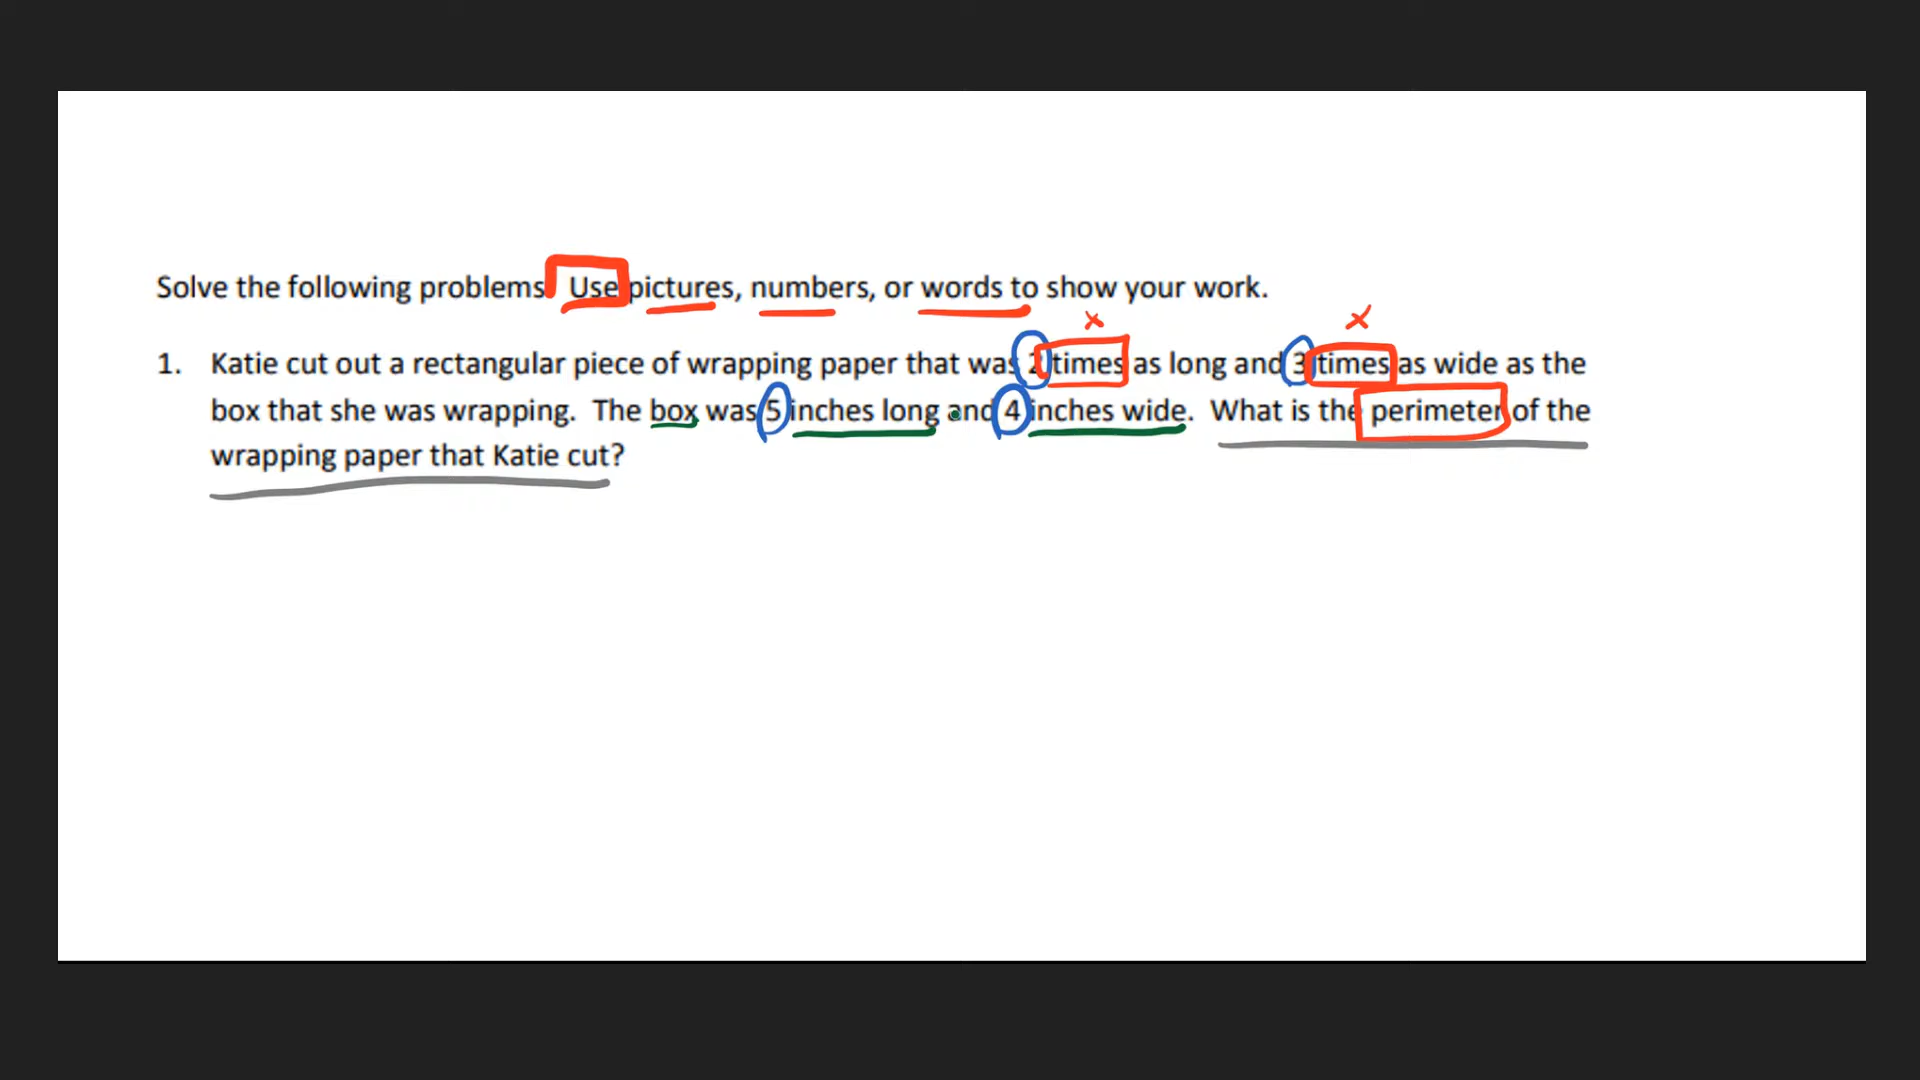 Solve the following problems. Use pictures, numbers, or words to show your work.
x x
1. Katie cut out a rectangular piece of wrapping paper that was 2 times as long and 3 times as wide as the
box that she was wrapping. The box was 5 inches long and 4 inches wide. What is the perimeter of the
wrapping paper that Katie cut?